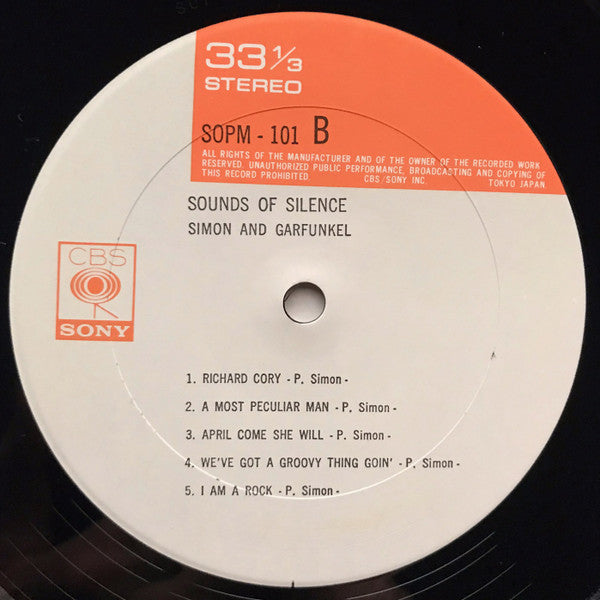 33 1/3
STEREO
SOPM - 101 B
ALL RIGHTS OF THE MANUFACTURER AND OF THE OWNER OF THE RECORDED WORK
RESERVED. UNAUTHORIZED PUBLIC PERFORMANCE, BROADCASTING AND COPYING OF
THIS RECORD PROHIBITED CBS/SONY INC. TOKYO JAPAN
SOUNDS OF SILENCE
SIMON AND GARFUNKEL
CBS
SONY
1. RICHARD CORY - P. Simon -
2. A MOST PECULIAR MAN - P. Simon -
3. APRIL COME SHE WILL - P. Simon -
4. WE'VE GOT A GROOVY THING GOIN' - P. Simon -
5. I AM A ROCK - P. Simon -